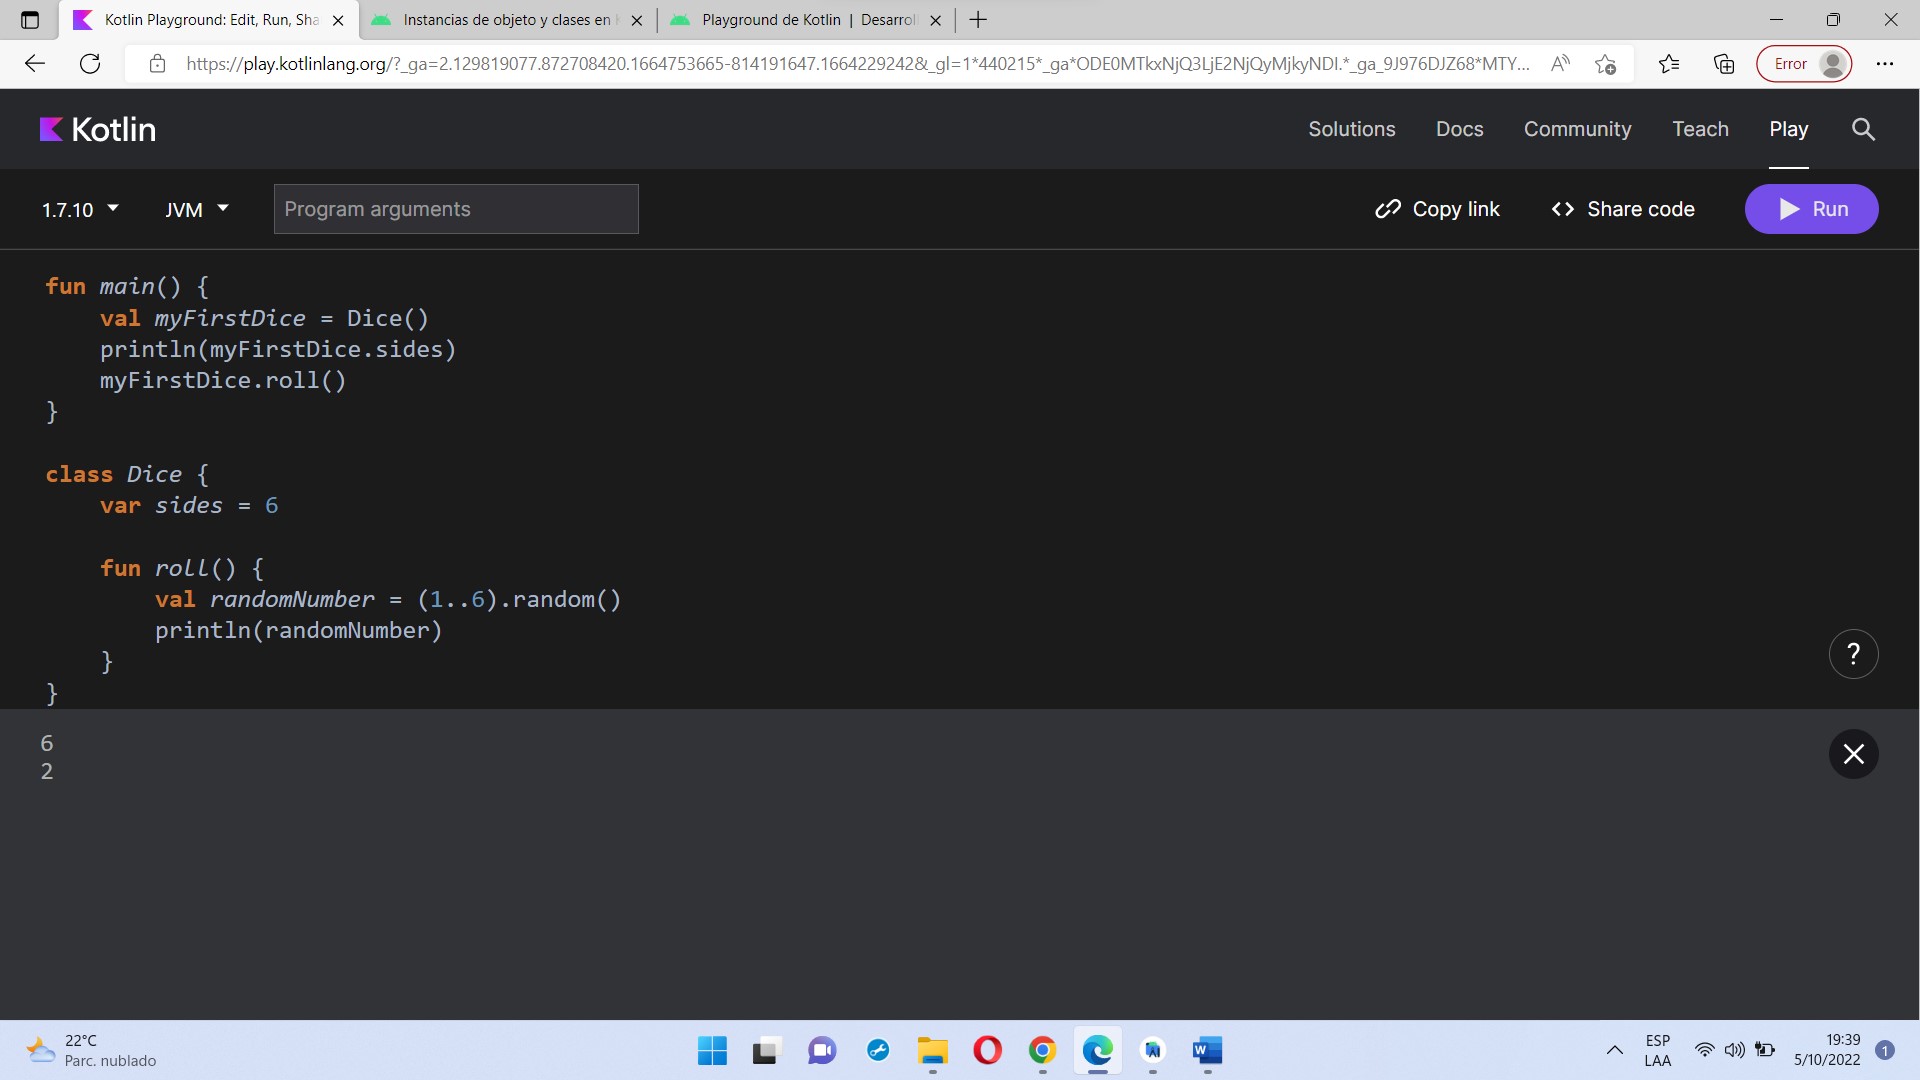 Kotlin Playground: Edit, Run, Sha
Instancias de objeto y clases en
Playground de Kotlin | Desarrol
https://play.kotlinlang.org/?_ga=2.129819077.872708420.1664753665-814191647.1664229242&_gl=1*440215*_ga*ODE0MTkxNjQ3LjE2NjQyMjkyNDI.*_ga_9J976DJZ68*MTY...
Error
Kotlin
Solutions
Docs
Community
Teach
Play
1.7.10
JVM
Program arguments
Copy link
<> Share code
Run
fun main() {
    val myFirstDice = Dice()
    println(myFirstDice.sides)
    myFirstDice.roll()
}
class Dice {
    var sides = 6
    fun roll() {
        val randomNumber = (1..6).random()
        println(randomNumber)
    }
}
?
6
2
22°C
Parc. nublado
ESP
LAA
19:39
5/10/2022
1